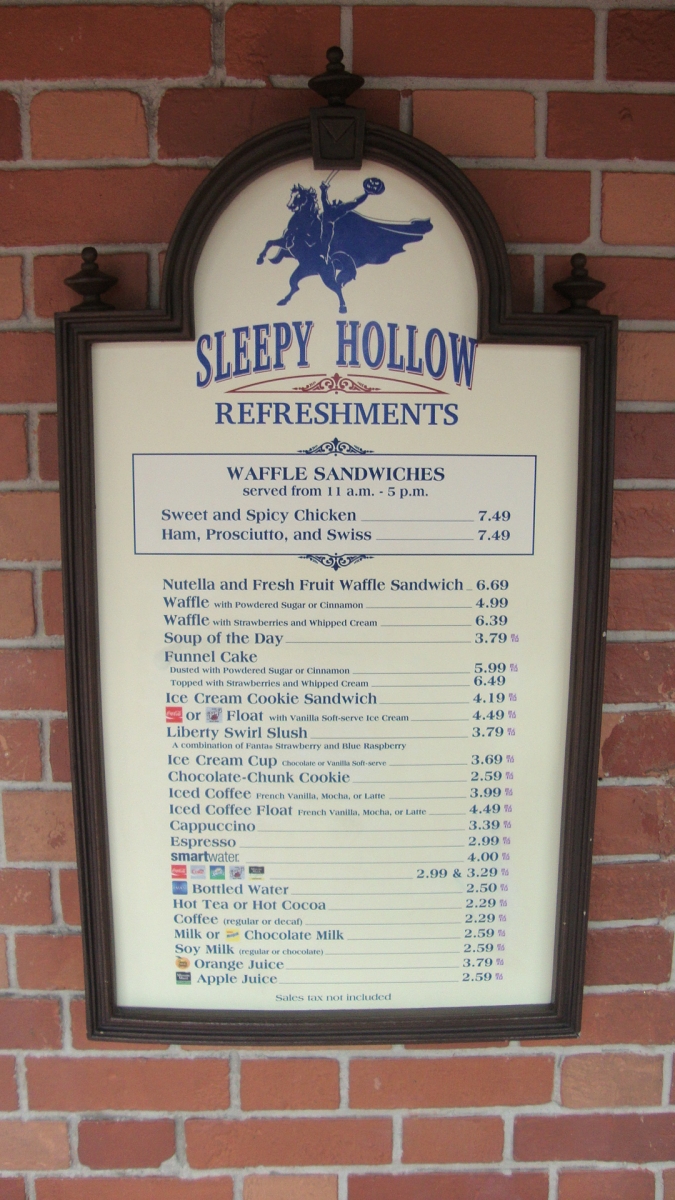 SLEEPY HOLLOW
REFRESHMENTS
WAFFLE SANDWICHES
served from 11 a.m. - 5 p.m.
Sweet and Spicy Chicken 7.49
Ham, Prosciutto, and Swiss 7.49
Nutella and Fresh Fruit Waffle Sandwich 6.69
Waffle with Powdered Sugar or Cinnamon 4.99
Waffle with Strawberries and Whipped Cream 6.39
Soup of the Day 3.79
Funnel Cake
Dusted with Powdered Sugar or Cinnamon 5.99
Topped with Strawberries and Whipped Cream 6.49
Ice Cream Cookie Sandwich 4.19
Coca-Cola or Float with Vanilla Soft-serve Ice Cream 4.49
Liberty Swirl Slush 3.79
A combination of Fanta® Strawberry and Blue Raspberry
Ice Cream Cup Chocolate or Vanilla Soft-serve 3.69
Chocolate-Chunk Cookie 2.59
Iced Coffee French Vanilla, Mocha, or Latte 3.99
Iced Coffee Float French Vanilla, Mocha, or Latte 4.49
Cappuccino 3.39
Espresso 2.99
smartwater 4.00
Coca-Cola 2.99 & 3.29
Bottled Water 2.50
Hot Tea or Hot Cocoa 2.29
Coffee (regular or decaf) 2.29
Milk or Chocolate Milk 2.59
Soy Milk (regular or chocolate) 2.59
Orange Juice 3.79
Apple Juice 2.59
Sales tax not included